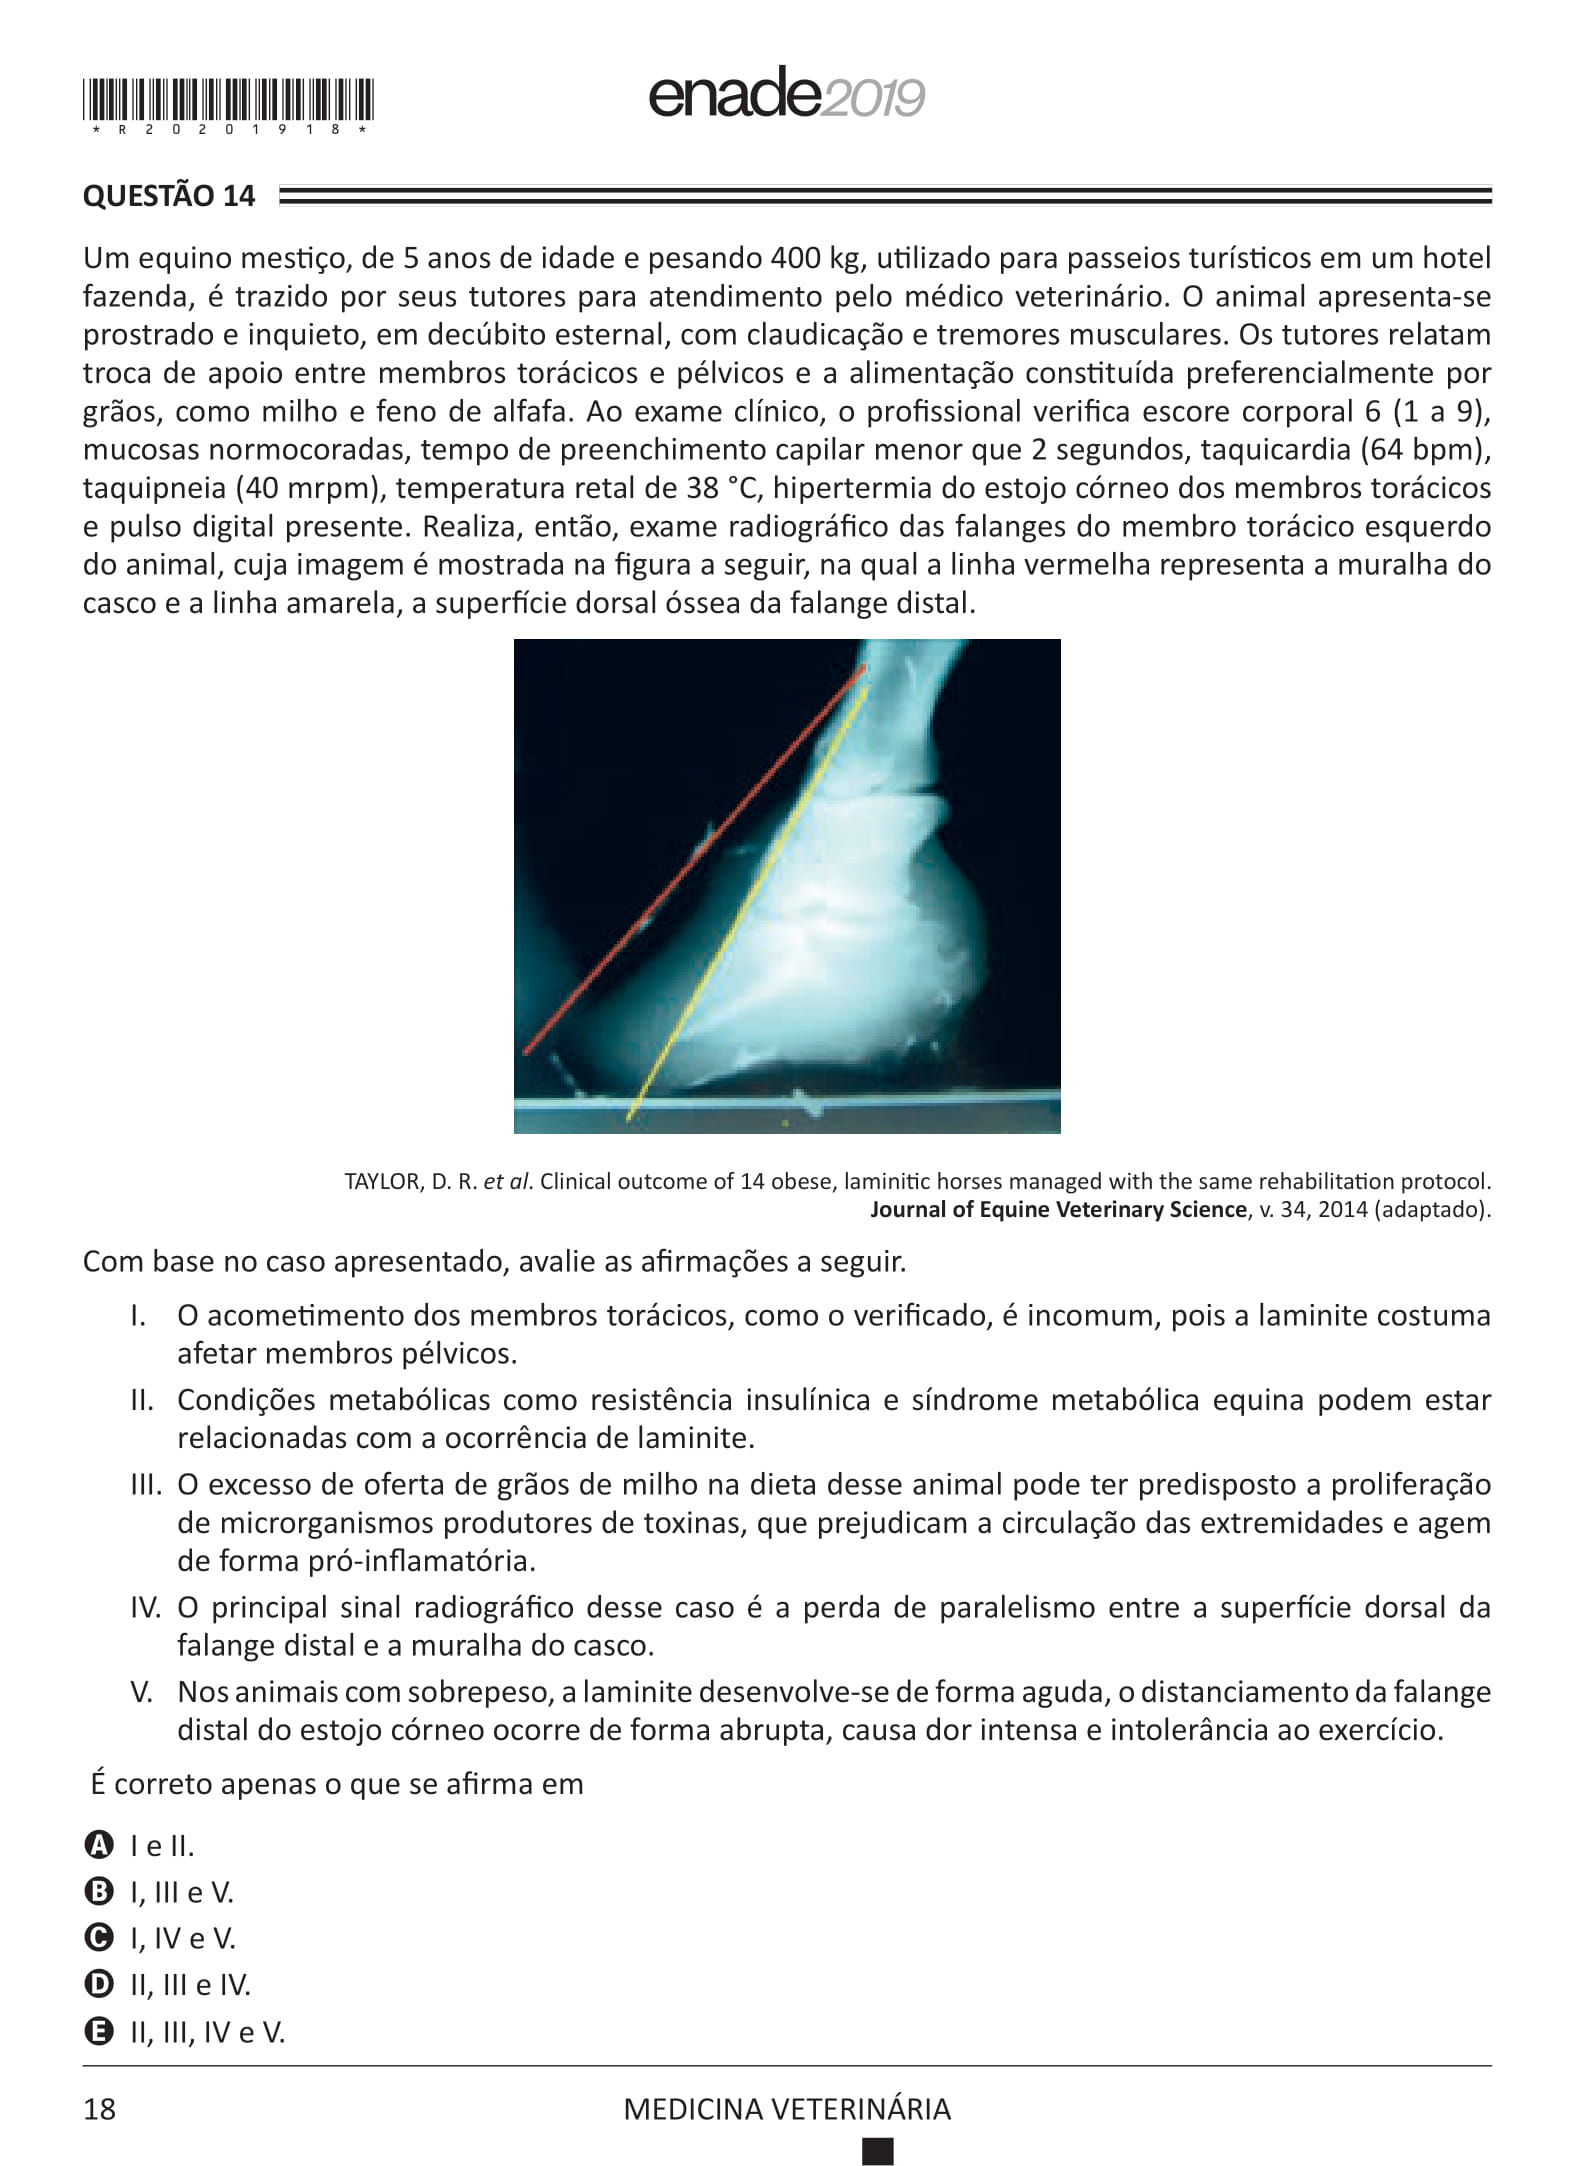 * R 2 0 2 0 1 9 1 8 *
enade2019
QUESTÃO 14
Um equino mestiço, de 5 anos de idade e pesando 400 kg, utilizado para passeios turísticos em um hotel
fazenda, é trazido por seus tutores para atendimento pelo médico veterinário. O animal apresenta-se
prostrado e inquieto, em decúbito esternal, com claudicação e tremores musculares. Os tutores relatam
troca de apoio entre membros torácicos e pélvicos e a alimentação constituída preferencialmente por
grãos, como milho e feno de alfafa. Ao exame clínico, o profissional verifica escore corporal 6 (1 a 9),
mucosas normocoradas, tempo de preenchimento capilar menor que 2 segundos, taquicardia (64 bpm),
taquipneia (40 mrpm), temperatura retal de 38 °C, hipertermia do estojo córneo dos membros torácicos
e pulso digital presente. Realiza, então, exame radiográfico das falanges do membro torácico esquerdo
do animal, cuja imagem é mostrada na figura a seguir, na qual a linha vermelha representa a muralha do
casco e a linha amarela, a superfície dorsal óssea da falange distal.
TAYLOR, D. R. et al. Clinical outcome of 14 obese, laminitic horses managed with the same rehabilitation protocol.
Journal of Equine Veterinary Science, v. 34, 2014 (adaptado).
Com base no caso apresentado, avalie as afirmações a seguir.
I. O acometimento dos membros torácicos, como o verificado, é incomum, pois a laminite costuma
afetar membros pélvicos.
II. Condições metabólicas como resistência insulínica e síndrome metabólica equina podem estar
relacionadas com a ocorrência de laminite.
III. O excesso de oferta de grãos de milho na dieta desse animal pode ter predisposto a proliferação
de microrganismos produtores de toxinas, que prejudicam a circulação das extremidades e agem
de forma pró-inflamatória.
IV. O principal sinal radiográfico desse caso é a perda de paralelismo entre a superfície dorsal da
falange distal e a muralha do casco.
V. Nos animais com sobrepeso, a laminite desenvolve-se de forma aguda, o distanciamento da falange
distal do estojo córneo ocorre de forma abrupta, causa dor intensa e intolerância ao exercício.
É correto apenas o que se afirma em
A I e II.
B I, III e V.
C I, IV e V.
D II, III e IV.
E II, III, IV e V.
18
MEDICINA VETERINÁRIA